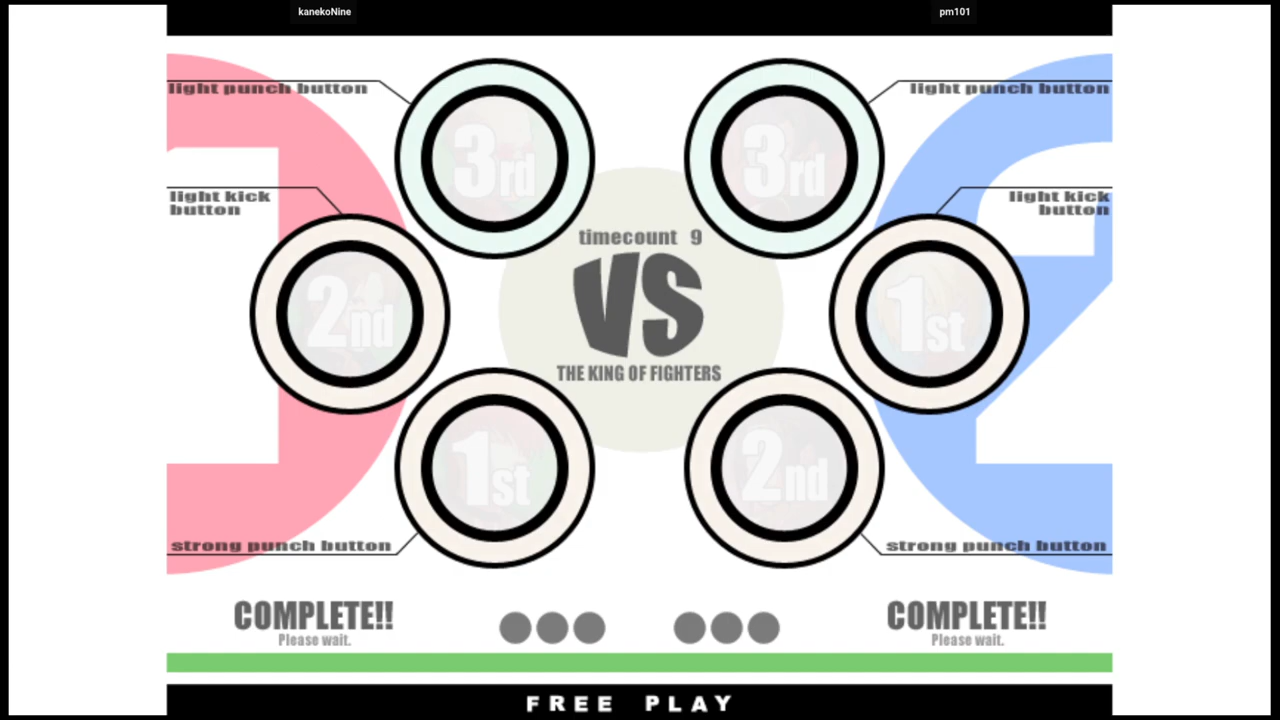 kanekoNine
pm101
light punch button
light punch button
3rd
3rd
light kick
button
light kick
button
timecount 9
VS
THE KING OF FIGHTERS
2nd
1st
1st
2nd
strong punch button
strong punch button
COMPLETE!!
Please wait.
COMPLETE!!
Please wait.
FREE PLAY